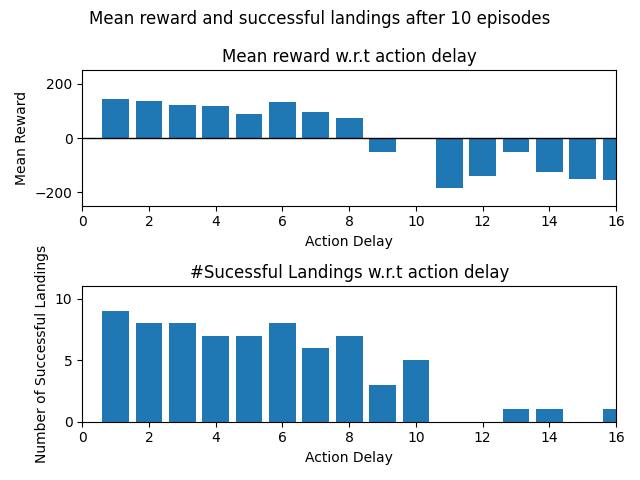 Mean reward and successful landings after 10 episodes
Mean reward w.r.t action delay
Mean Reward
200
0
−200
0 2 4 6 8 10 12 14 16
Action Delay
#Sucessful Landings w.r.t action delay
Number of Successful Landings
10
5
0
0 2 4 6 8 10 12 14 16
Action Delay